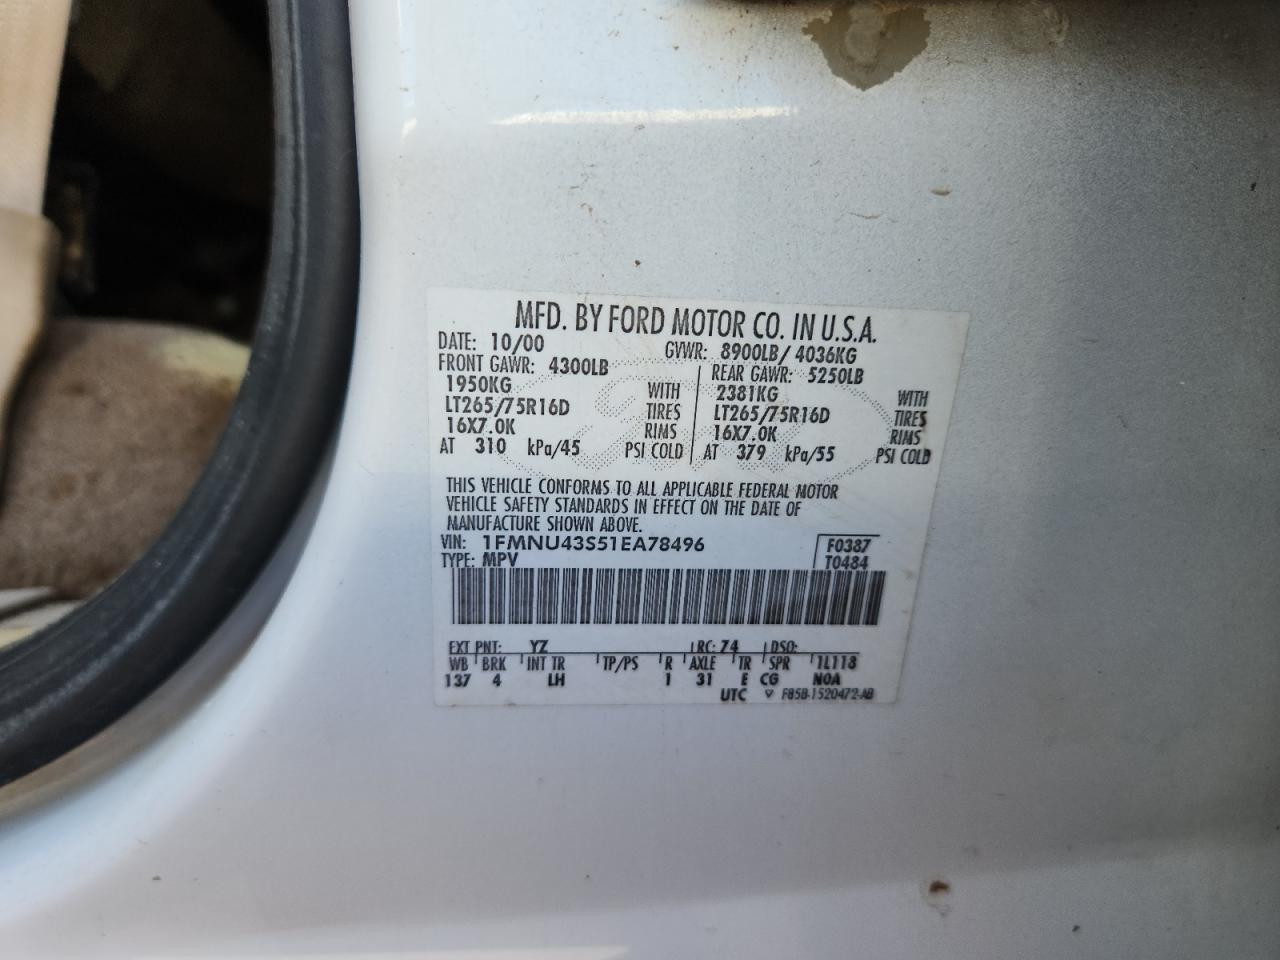 MFD. BY FORD MOTOR CO. IN U.S.A.
DATE: 10/00 GVWR: 8900LB/ 4036KG
FRONT GAWR: 4300LB REAR GAWR: 5250LB
1950KG WITH 2381KG WITH
LT265/75R16D TIRES LT265/75R16D TIRES
16X7.0K RIMS 16X7.0K RIMS
AT 310 kPa/45 PSI COLD AT 379 kPa/55 PSI COLD
THIS VEHICLE CONFORMS TO ALL APPLICABLE FEDERAL MOTOR
VEHICLE SAFETY STANDARDS IN EFFECT ON THE DATE OF
MANUFACTURE SHOWN ABOVE.
VIN: 1FMNU43S51EA78496 F0387
TYPE: MPV T0484
EXT PNT: YZ RC: 74 DSO:
WB BRK INT TR TP/PS R AXLE TR SPR 1L118
137 4 LH 1 31 E CG NOA
UTC ▽ F85B-1520472-AB